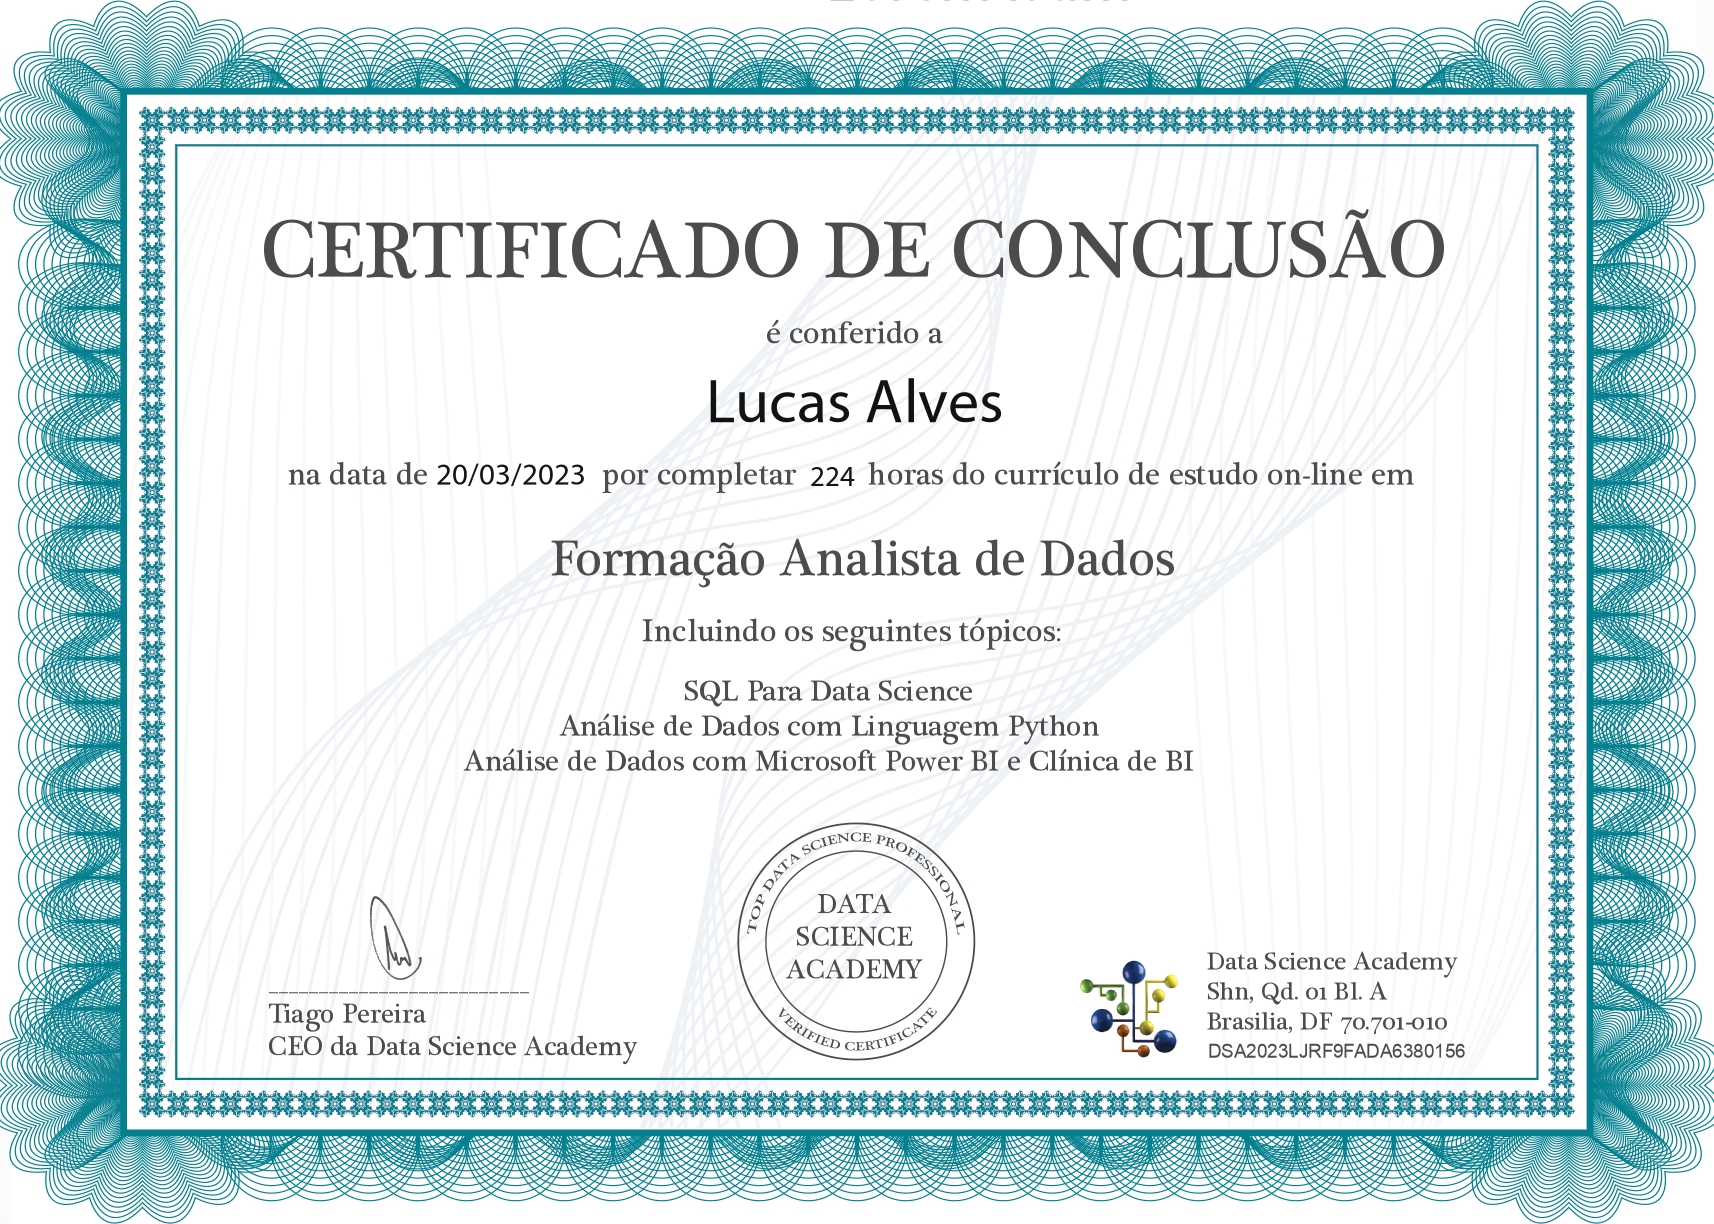 CERTIFICADO DE CONCLUSÃO
é conferido a
Lucas Alves
na data de 20/03/2023 por completar 224 horas do currículo de estudo on-line em
Formação Analista de Dados
Incluindo os seguintes tópicos:
SQL Para Data Science
Análise de Dados com Linguagem Python
Análise de Dados com Microsoft Power BI e Clínica de BI
TOP DATA SCIENCE PROFESSIONAL
DATA
SCIENCE
ACADEMY
VERIFIED CERTIFICATE
Tiago Pereira
CEO da Data Science Academy
Data Science Academy
Shn, Qd. 01 Bl. A
Brasilia, DF 70.701-010
DSA2023LJRF9FADA6380156